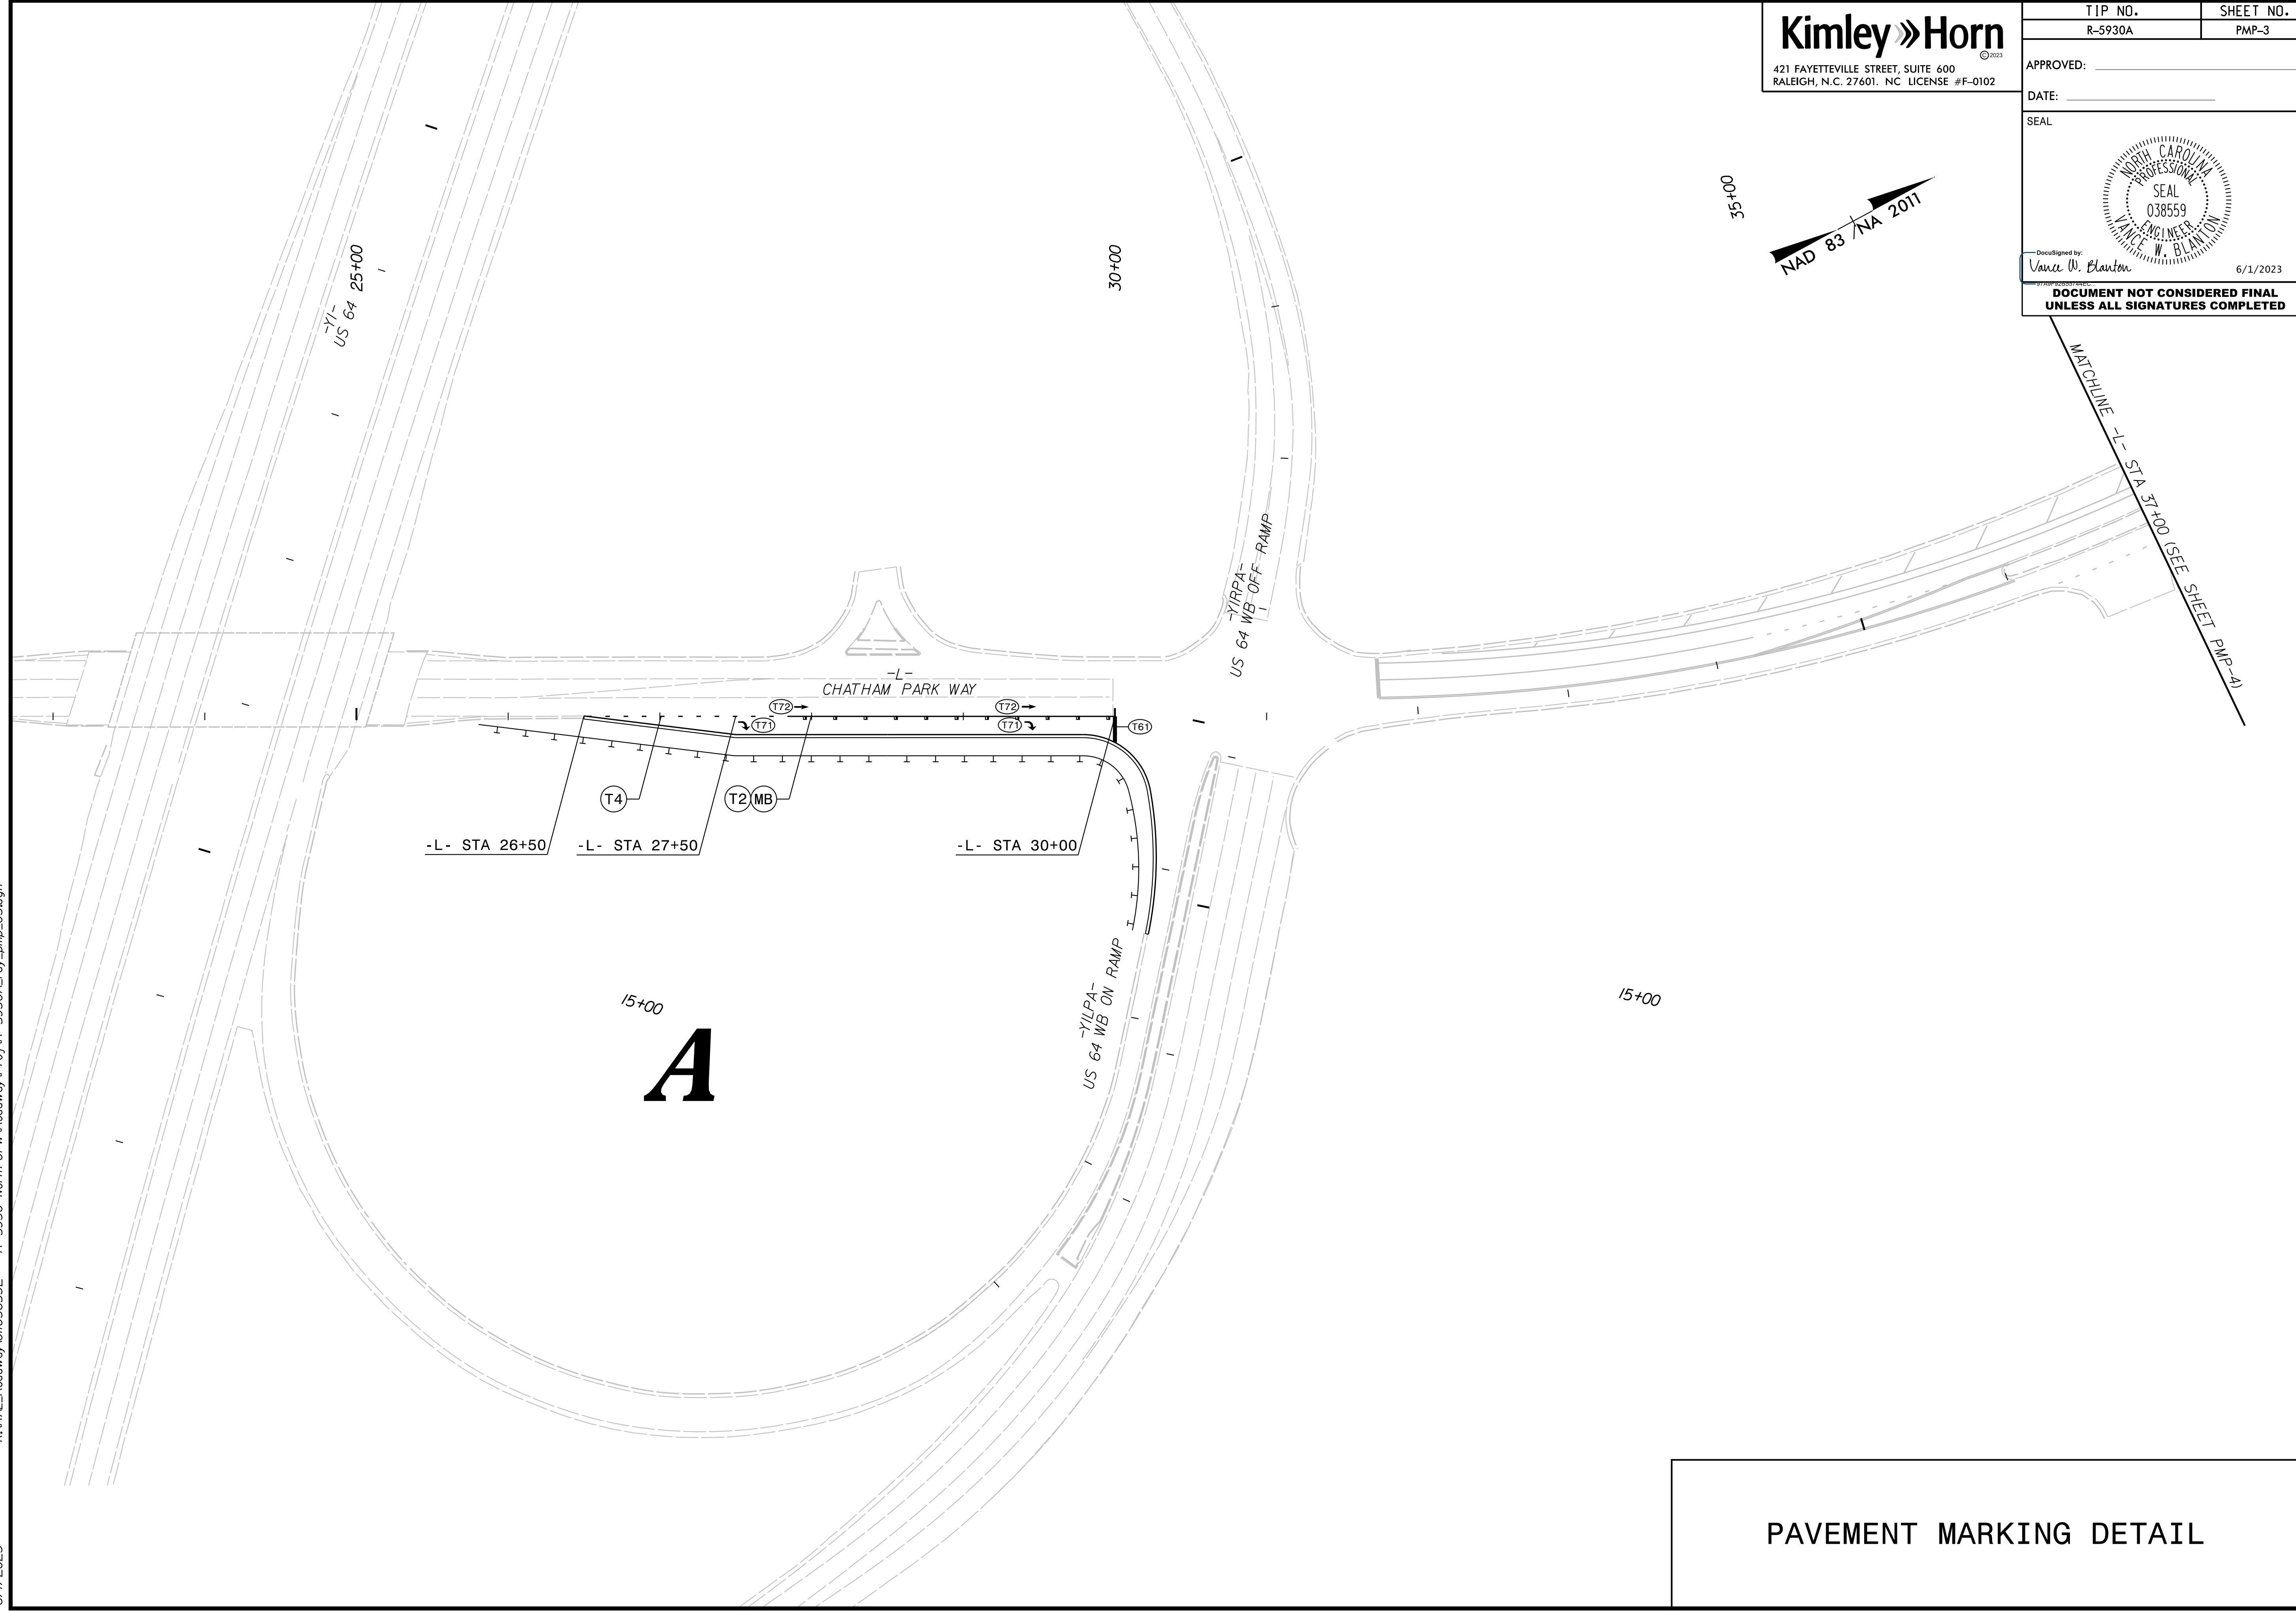 Kimley Horn
© 2023
421 FAYETTEVILLE STREET, SUITE 600
RALEIGH, N.C. 27601. NC LICENSE #F-0102
TIP NO.
SHEET NO.
R-5930A
PMP-3
APPROVED:
DATE:
SEAL
NORTH CAROLINA
PROFESSIONAL
SEAL
038559
ENGINEER
VANCE W. BLANTON
DocuSigned by:
Vance W. Blanton
6/1/2023
DOCUMENT NOT CONSIDERED FINAL
UNLESS ALL SIGNATURES COMPLETED
NAD 83 /NA 2011
35+00
30+00
25+00
-Y1-
US 64
MATCHLINE -L- STA 37+00 (SEE SHEET PMP-4)
-Y1RPA-
US 64 WB OFF RAMP
-L-
CHATHAM PARK WAY
T72
T72
T71
T71
T61
T4
T2
MB
-L- STA 26+50
-L- STA 27+50
-L- STA 30+00
-Y1LPA-
US 64 WB ON RAMP
15+00
15+00
A
PAVEMENT MARKING DETAIL